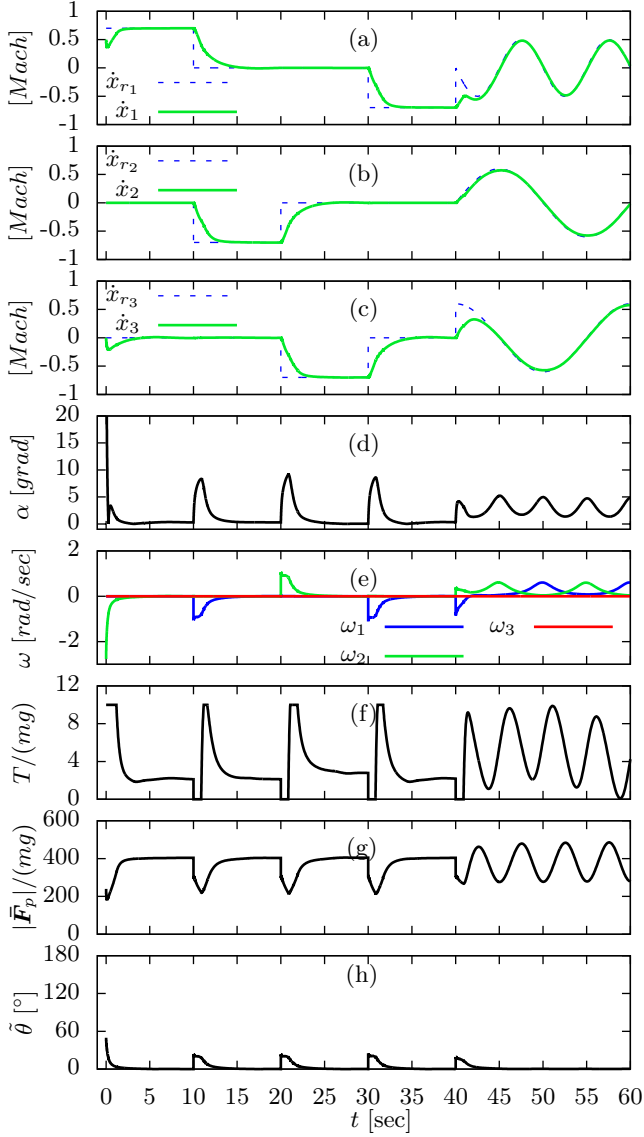 1
0.5
0
-0.5
-1
[Mach]
(a)
ẋr1
ẋ1
1
0.5
0
-0.5
-1
[Mach]
(b)
ẋr2
ẋ2
1
0.5
0
-0.5
-1
[Mach]
(c)
ẋr3
ẋ3
20
15
10
5
0
α [grad]
(d)
2
0
-2
ω [rad/sec]
(e)
ω1 ω3
ω2
12
8
4
0
T/(mg)
(f)
600
400
200
0
|F̄̄p|/(mg)
(g)
180
120
60
0
θ̃ [°]
(h)
0 5 10 15 20 25 30 35 40 45 50 55 60
t [sec]